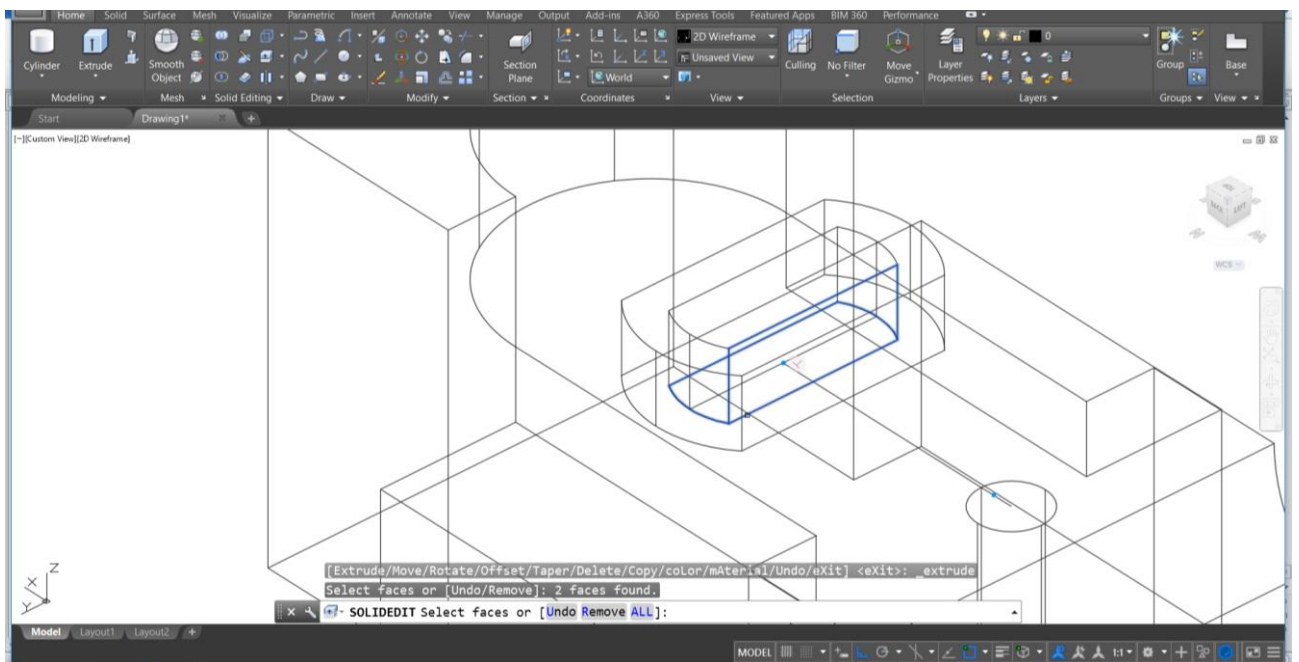 Home Solid Surface Mesh Visualize Parametric Insert Annotate View Manage Output Add-ins A360 Express Tools Featured Apps BIM 360 Performance
2D Wireframe
0
Cylinder Extrude Smooth Object Section Plane Unsaved View Culling No Filter Move Gizmo Layer Properties Group Base
World
Modeling Mesh Solid Editing Draw Modify Section Coordinates View Selection Layers Groups View
Start Drawing1* +
[−][Custom View][2D Wireframe]
LEFT
WCS
Z
X
Y
[Extrude/Move/Rotate/Offset/Taper/Delete/Copy/coLor/mAterial/Undo/eXit] <eXit>: _extrude
Select faces or [Undo/Remove]: 2 faces found.
SOLIDEDIT Select faces or [Undo Remove ALL]:
Model Layout1 Layout2 +
MODEL 1:1